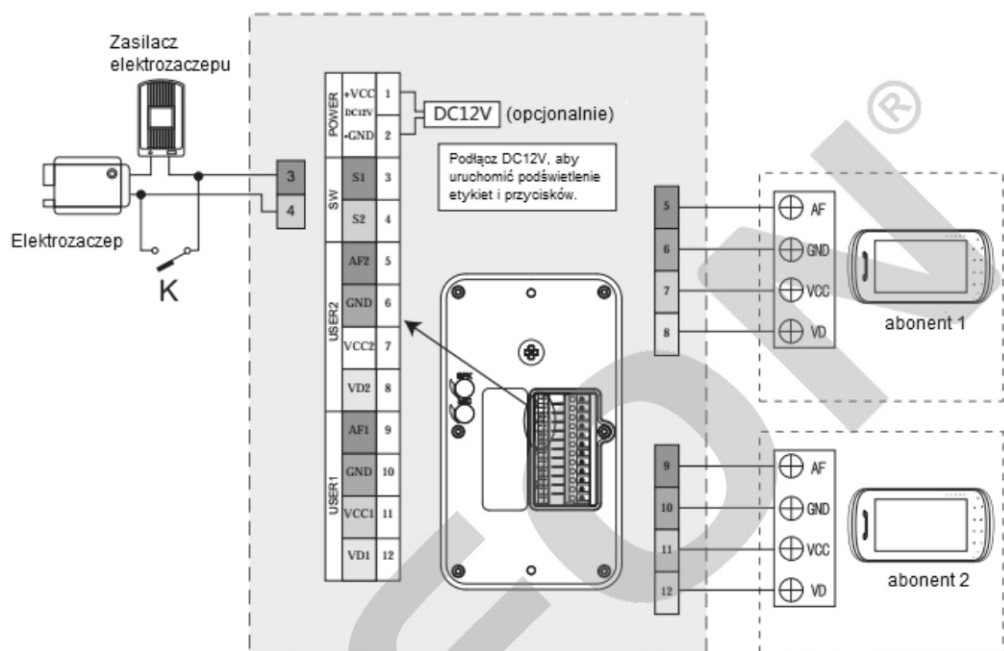 Zasilacz
elektrozaczepu
Elektrozaczep
K
3
4
POWER
+VCC 1
DC12V
-GND 2
SW
S1 3
S2 4
USER2
AF2 5
GND 6
VCC2 7
VD2 8
USER1
AF1 9
GND 10
VCC1 11
VD1 12
DC12V (opcjonalnie)
Podłącz DC12V, aby
uruchomić podświetlenie
etykiet i przycisków.
5 AF
6 GND
7 VCC
8 VD
abonent 1
9 AF
10 GND
11 VCC
12 VD
abonent 2
EFON
®